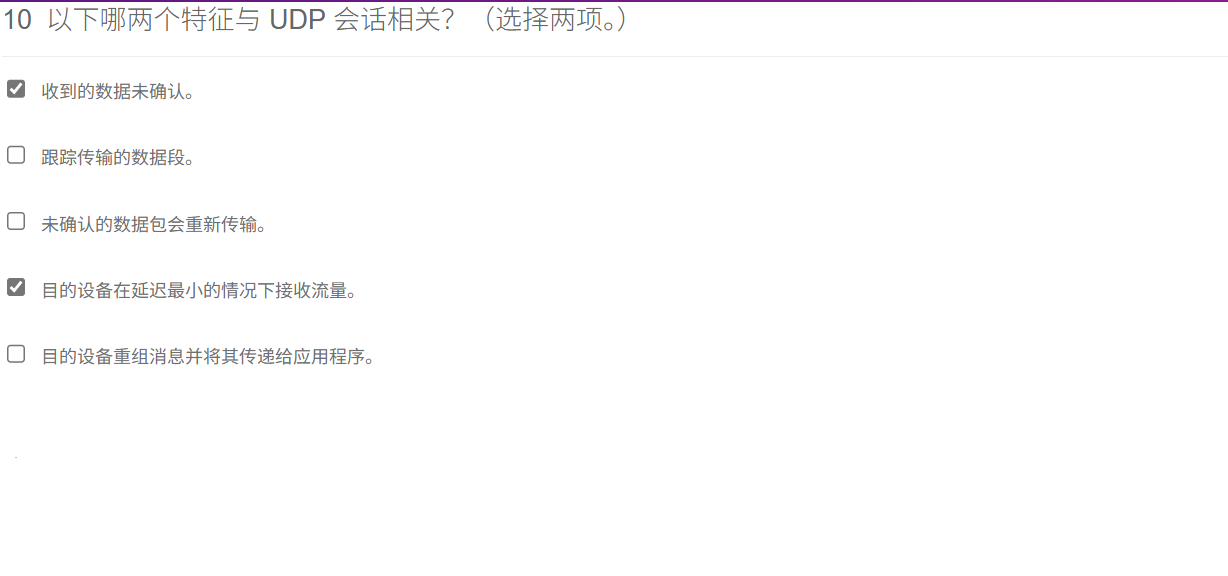 10 以下哪两个特征与 UDP 会话相关？（选择两项。）
收到的数据未确认。
跟踪传输的数据段。
未确认的数据包会重新传输。
目的设备在延迟最小的情况下接收流量。
目的设备重组消息并将其传递给应用程序。